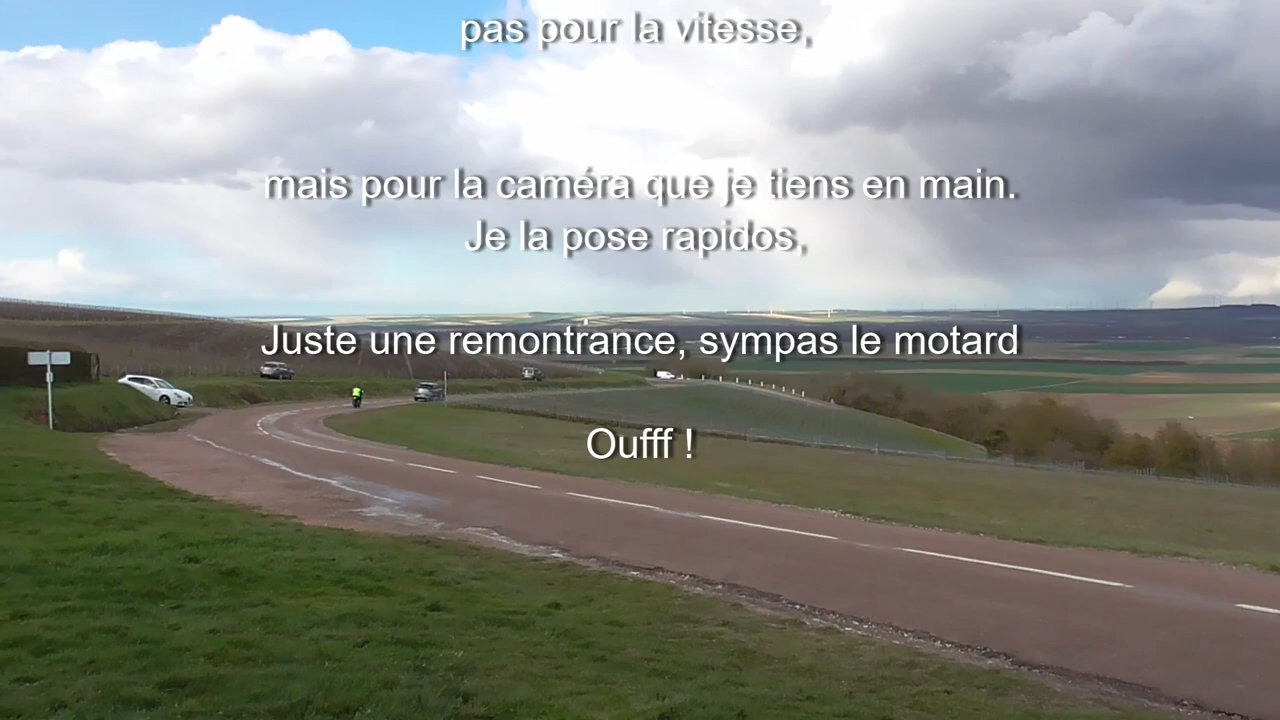 pas pour la vitesse,
mais pour la caméra que je tiens en main.
Je la pose rapidos,
Juste une remontrance, sympas le motard
Oufff !